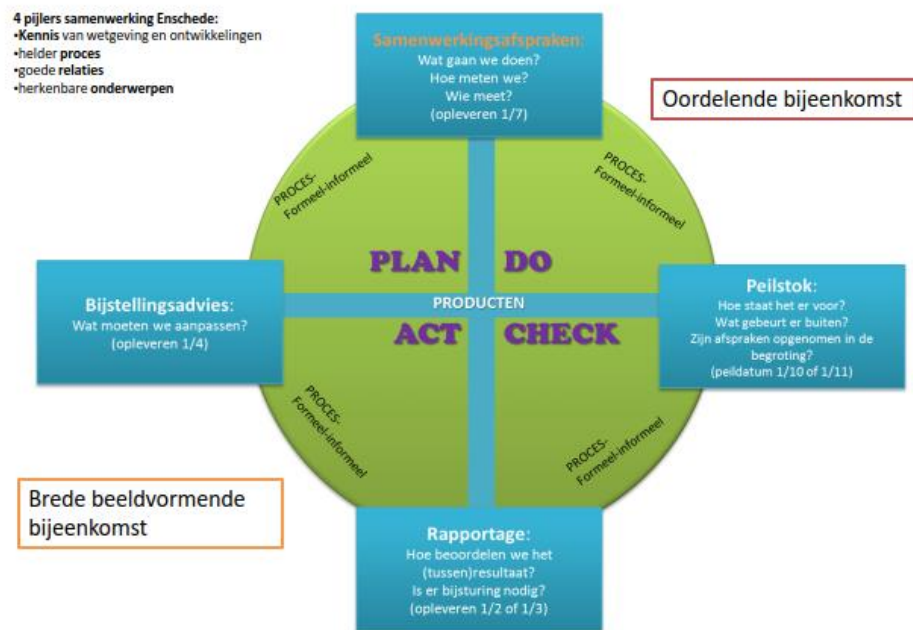 4 pijlers samenwerking Enschede:
•Kennis van wetgeving en ontwikkelingen
•helder proces
•goede relaties
•herkenbare onderwerpen
Samenwerkingsafspraken:
Wat gaan we doen?
Hoe meten we?
Wie meet?
(opleveren 1/7)
Oordelende bijeenkomst
PROCES-
Formeel-informeel
PROCES-
Formeel-informeel
PLAN
DO
Bijstellingsadvies:
Wat moeten we aanpassen?
(opleveren 1/4)
PRODUCTEN
Peilstok:
Hoe staat het er voor?
Wat gebeurt er buiten?
Zijn afspraken opgenomen in de
begroting?
(peildatum 1/10 of 1/11)
ACT
CHECK
PROCES-
Formeel-informeel
PROCES-
Formeel-informeel
Brede beeldvormende
bijeenkomst
Rapportage:
Hoe beoordelen we het
(tussen)resultaat?
Is er bijsturing nodig?
(opleveren 1/2 of 1/3)